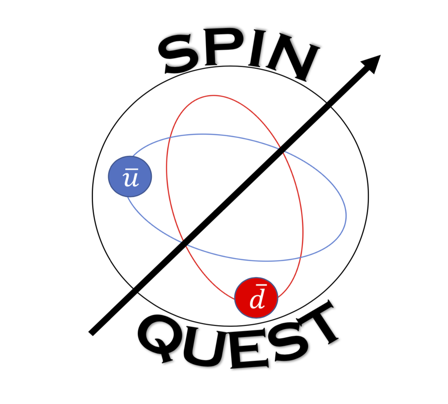 SPIN
ū
d̄
QUEST